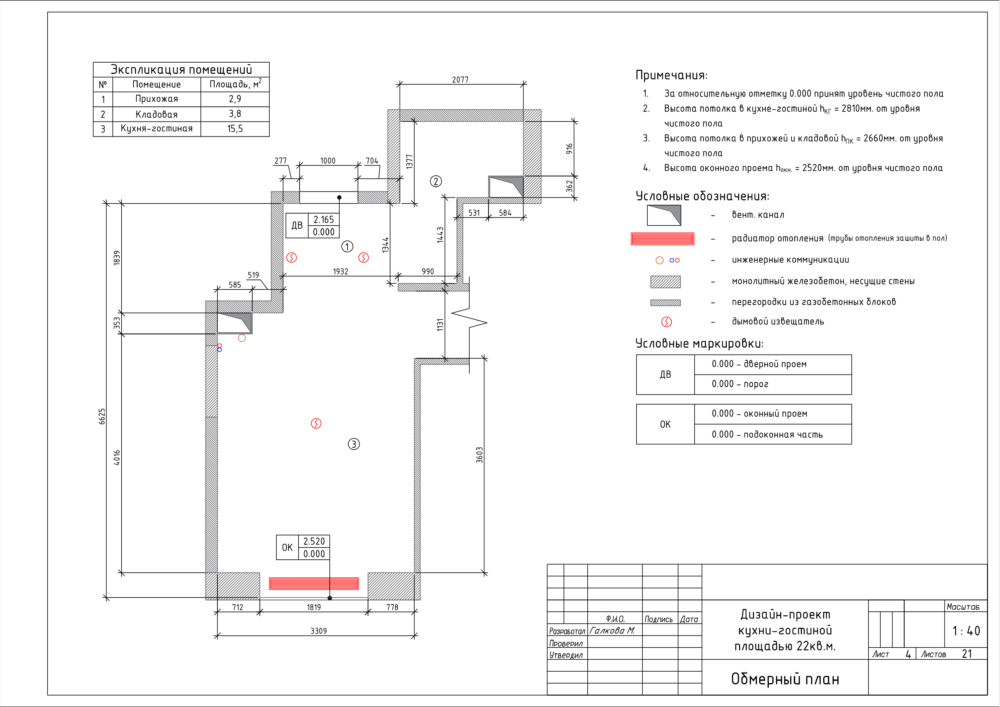 Экспликация помещений
№ Помещение Площадь, м2
1 Прихожая 2,9
2 Кладовая 3,8
3 Кухня-гостиная 15,5
2077
277 1000 704
1377
916
362
2
ДВ 2.165
0.000
1
1344
1443
531 584
1839
519
585
1932 990
353
1131
6625
4016
3603
3
ОК 2.520
0.000
712 1819 778
3309
Примечания:
1. За относительную отметку 0.000 принят уровень чистого пола
2. Высота потолка в кухне-гостиной hКГ = 2810мм. от уровня
чистого пола
3. Высота потолка в прихожей и кладовой hПК = 2660мм. от уровня
чистого пола
4. Высота оконного проема hокн. = 2520мм. от уровня чистого пола
Условные обозначения:
– вент. канал
– радиатор отопления (трубы отопления зашиты в пол)
– инженерные коммуникации
– монолитный железобетон, несущие стены
– перегородки из газобетонных блоков
– дымовой извещатель
Условные маркировки:
ДВ 0.000 – дверной проем
0.000 – порог
ОК 0.000 – оконный проем
0.000 – подоконная часть
Ф.И.О. Подпись Дата
Разработал Галкова М.
Проверил
Утвердил
Дизайн-проект
кухни-гостиной
площадью 22кв.м.
Обмерный план
Масштаб
1 : 40
Лист 4 Листов 21